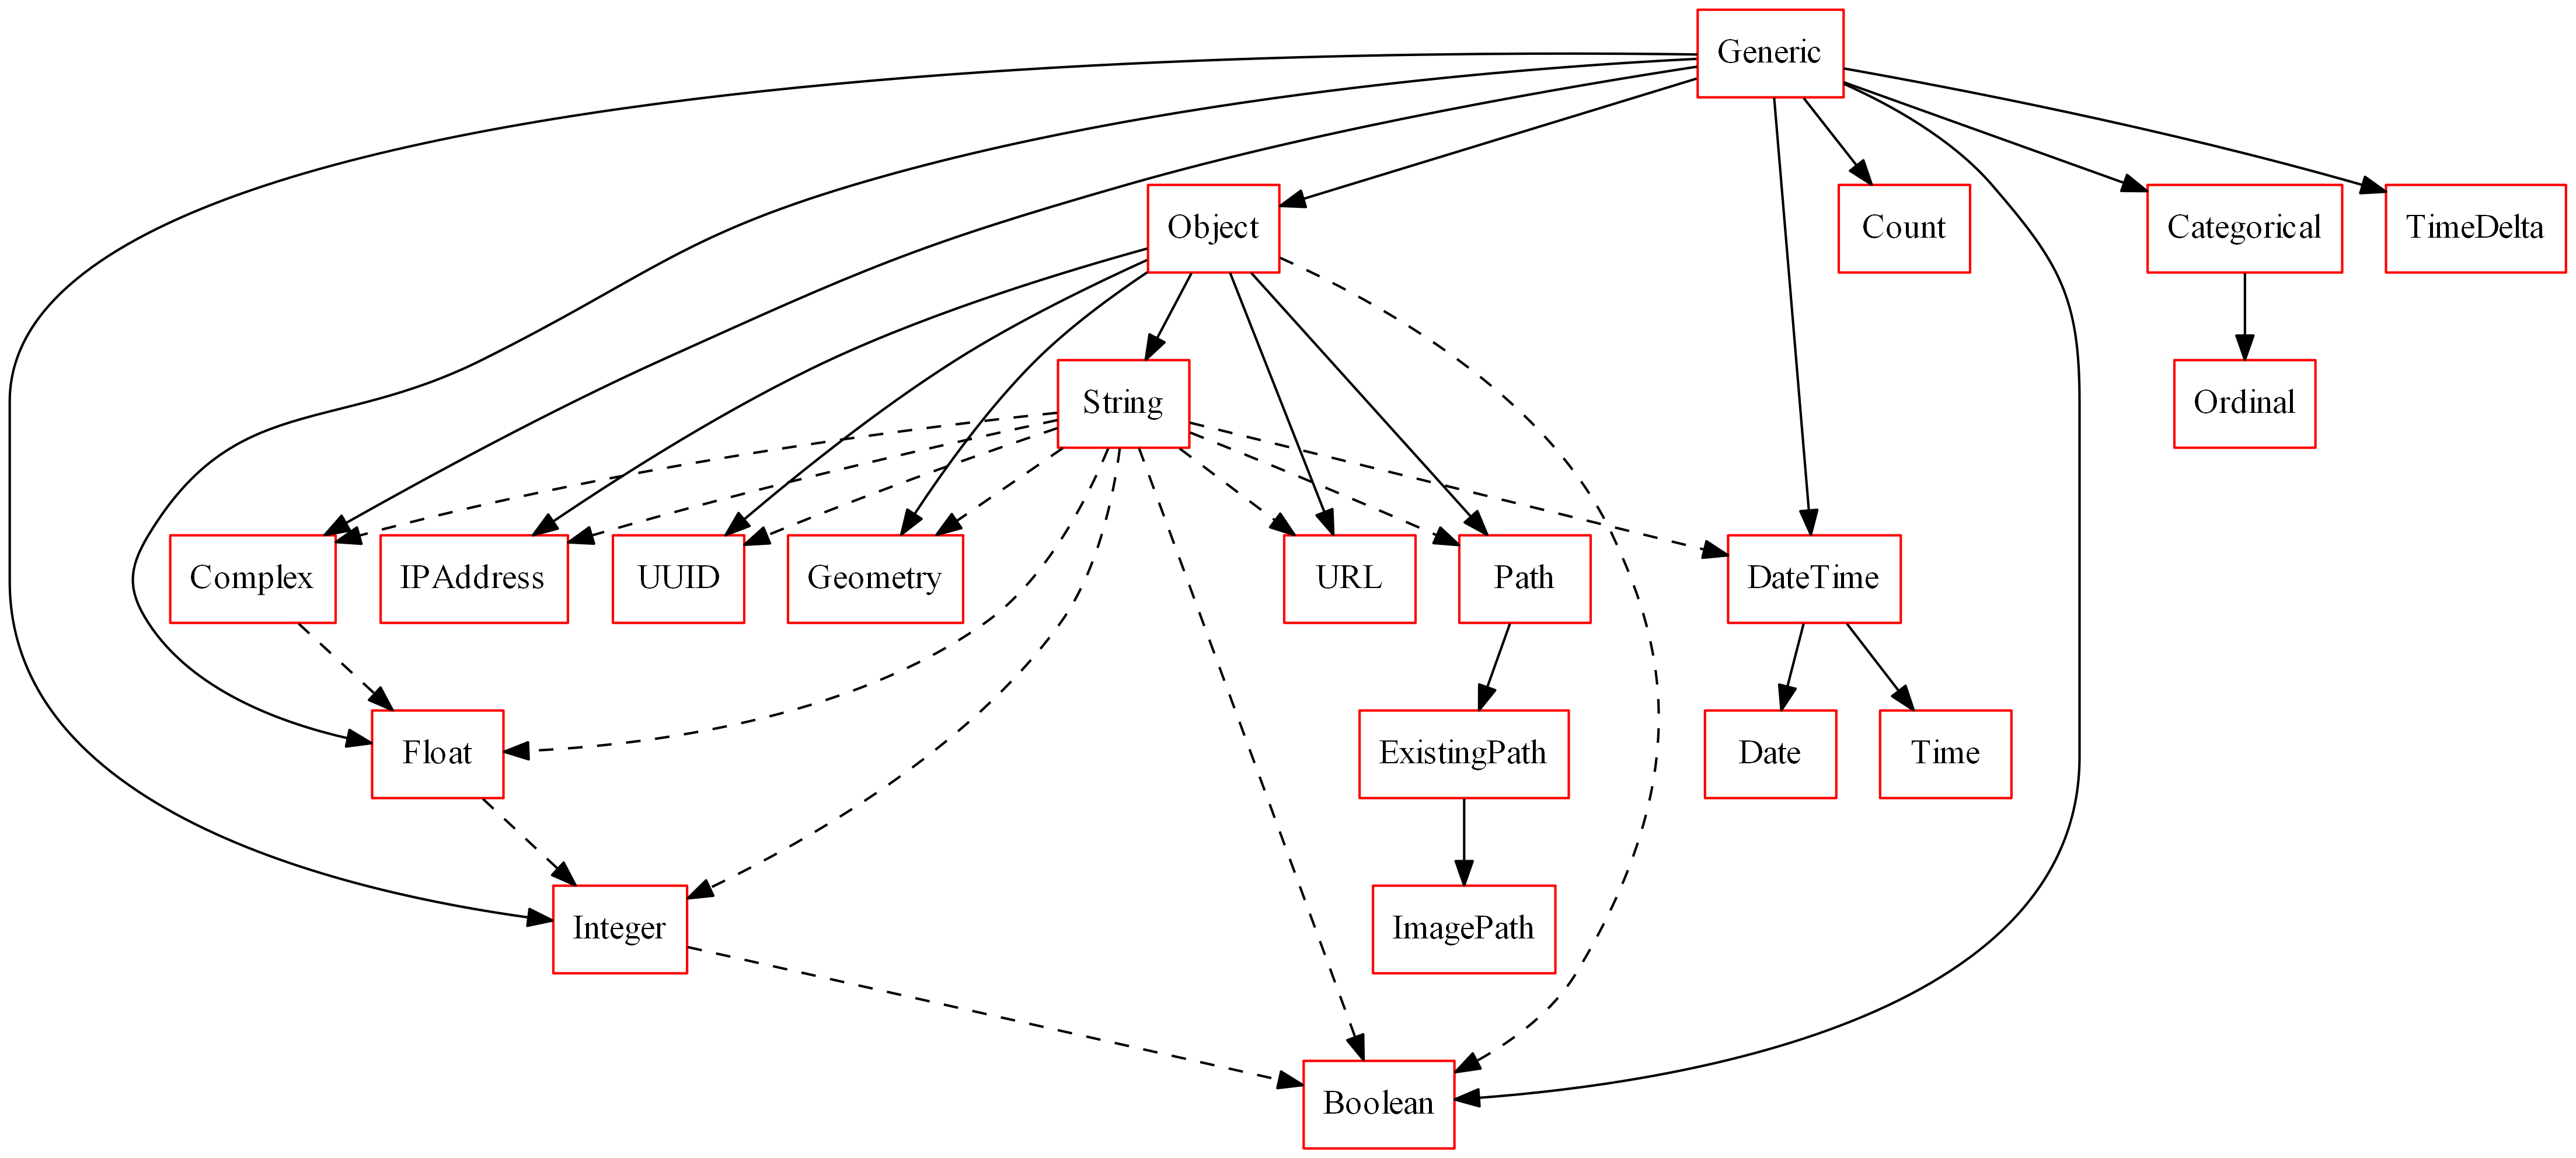 Generic
Object
Count
Categorical
TimeDelta
String
Ordinal
Complex
IPAddress
UUID
Geometry
URL
Path
DateTime
Float
ExistingPath
Date
Time
Integer
ImagePath
Boolean